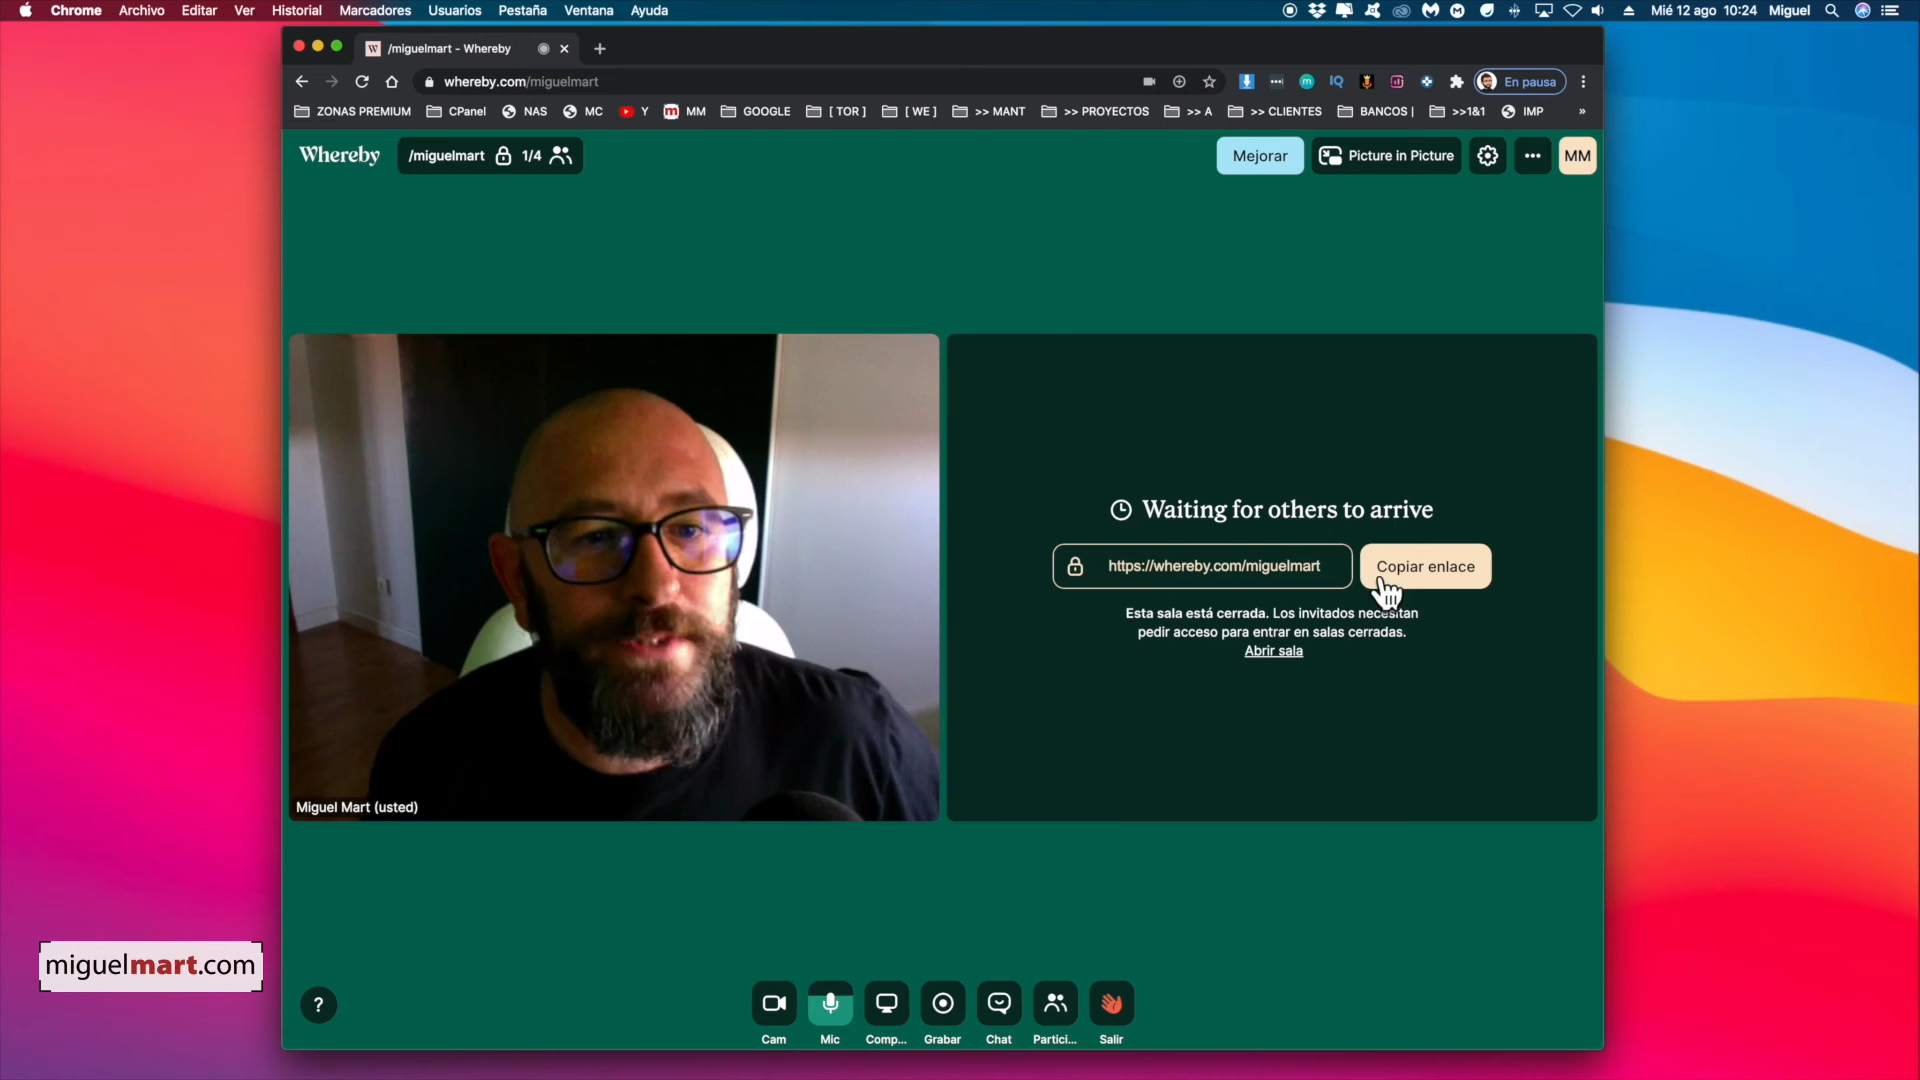 Chrome Archivo Editar Ver Historial Marcadores Usuarios Pestaña Ventana Ayuda
Mié 12 ago 10:24 Miguel
/miguelmart - Whereby
whereby.com/miguelmart
En pausa
ZONAS PREMIUM CPanel NAS MC Y MM GOOGLE [ TOR ] [ WE ] >> MANT >> PROYECTOS >> A >> CLIENTES BANCOS | >>1&1 IMP »
Whereby /miguelmart 1/4
Mejorar Picture in Picture MM
Waiting for others to arrive
https://whereby.com/miguelmart Copiar enlace
Esta sala está cerrada. Los invitados necesitan
pedir acceso para entrar en salas cerradas.
Abrir sala
Miguel Mart (usted)
miguelmart.com
?
Cam Mic Comp... Grabar Chat Partici... Salir